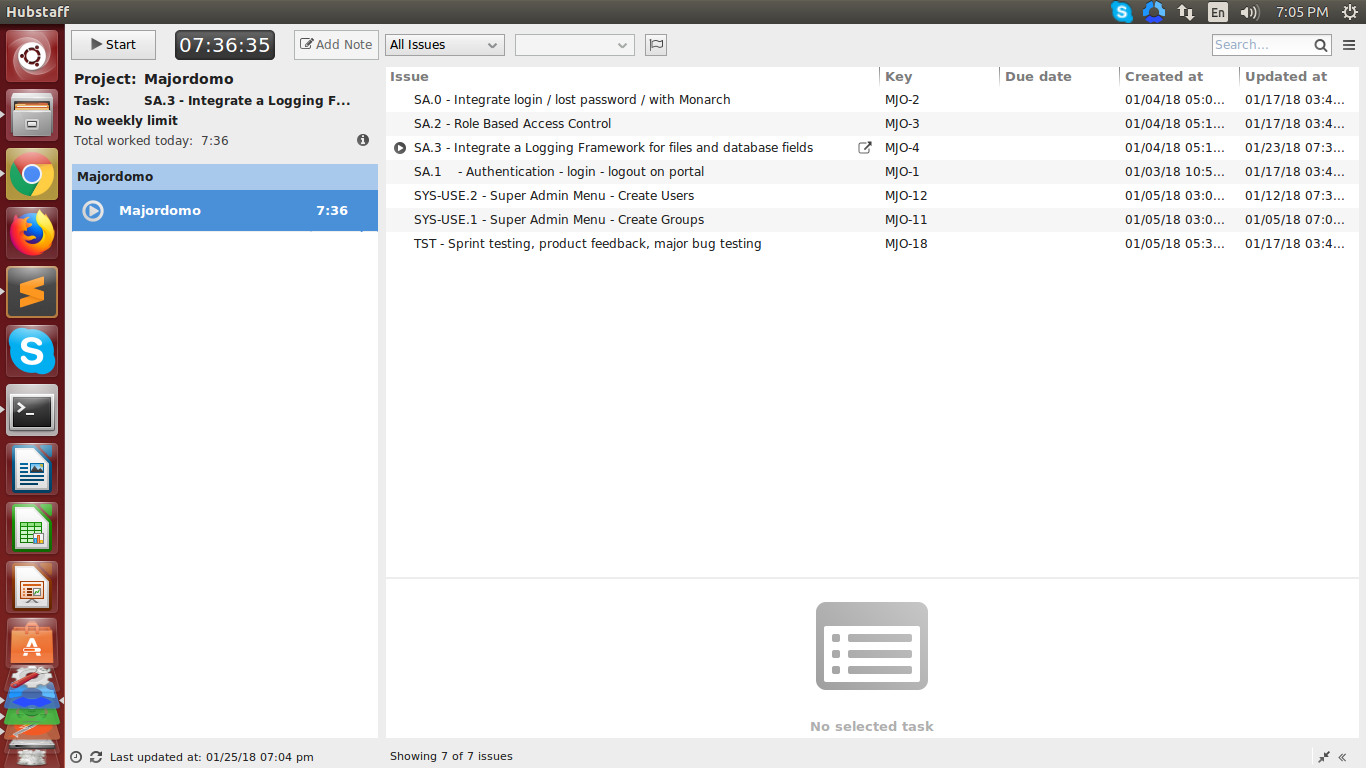 Hubstaff
En
7:05 PM
Start
07:36:35
Add Note
All Issues
Search...
Project: Majordomo
Task: SA.3 - Integrate a Logging F...
No weekly limit
Total worked today: 7:36
Majordomo
Majordomo 7:36
Issue Key Due date Created at Updated at
SA.0 - Integrate login / lost password / with Monarch MJO-2 01/04/18 05:0... 01/17/18 03:4...
SA.2 - Role Based Access Control MJO-3 01/04/18 05:1... 01/17/18 03:4...
SA.3 - Integrate a Logging Framework for files and database fields MJO-4 01/04/18 05:1... 01/23/18 07:3...
SA.1 - Authentication - login - logout on portal MJO-1 01/03/18 10:5... 01/17/18 03:4...
SYS-USE.2 - Super Admin Menu - Create Users MJO-12 01/05/18 03:0... 01/12/18 07:3...
SYS-USE.1 - Super Admin Menu - Create Groups MJO-11 01/05/18 03:0... 01/05/18 07:0...
TST - Sprint testing, product feedback, major bug testing MJO-18 01/05/18 05:3... 01/17/18 03:4...
No selected task
Last updated at: 01/25/18 07:04 pm
Showing 7 of 7 issues